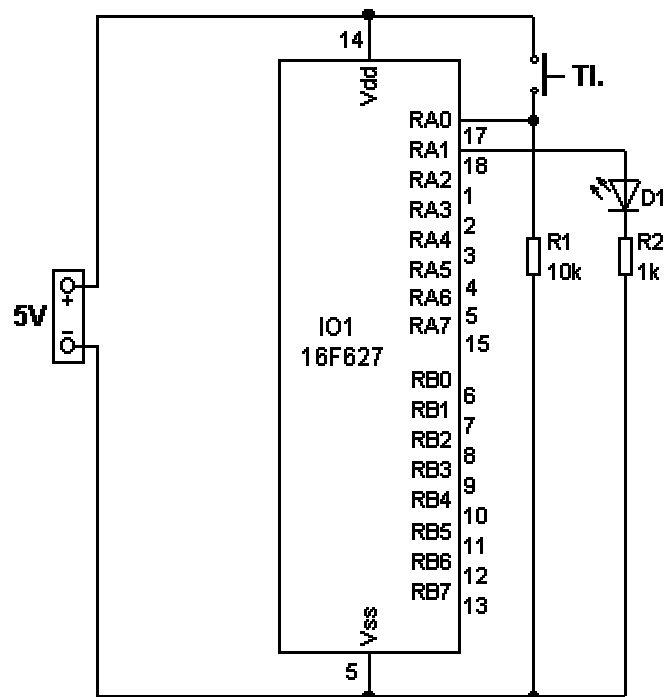 14
Vdd
Tl.
RA0
17
RA1
18
RA2
1
RA3
2
RA4
3
RA5
4
RA6
5
RA7
15
D1
R1
10k
R2
1k
5V
+
-
IO1
16F627
RB0
6
RB1
7
RB2
8
RB3
9
RB4
10
RB5
11
RB6
12
RB7
13
Vss
5